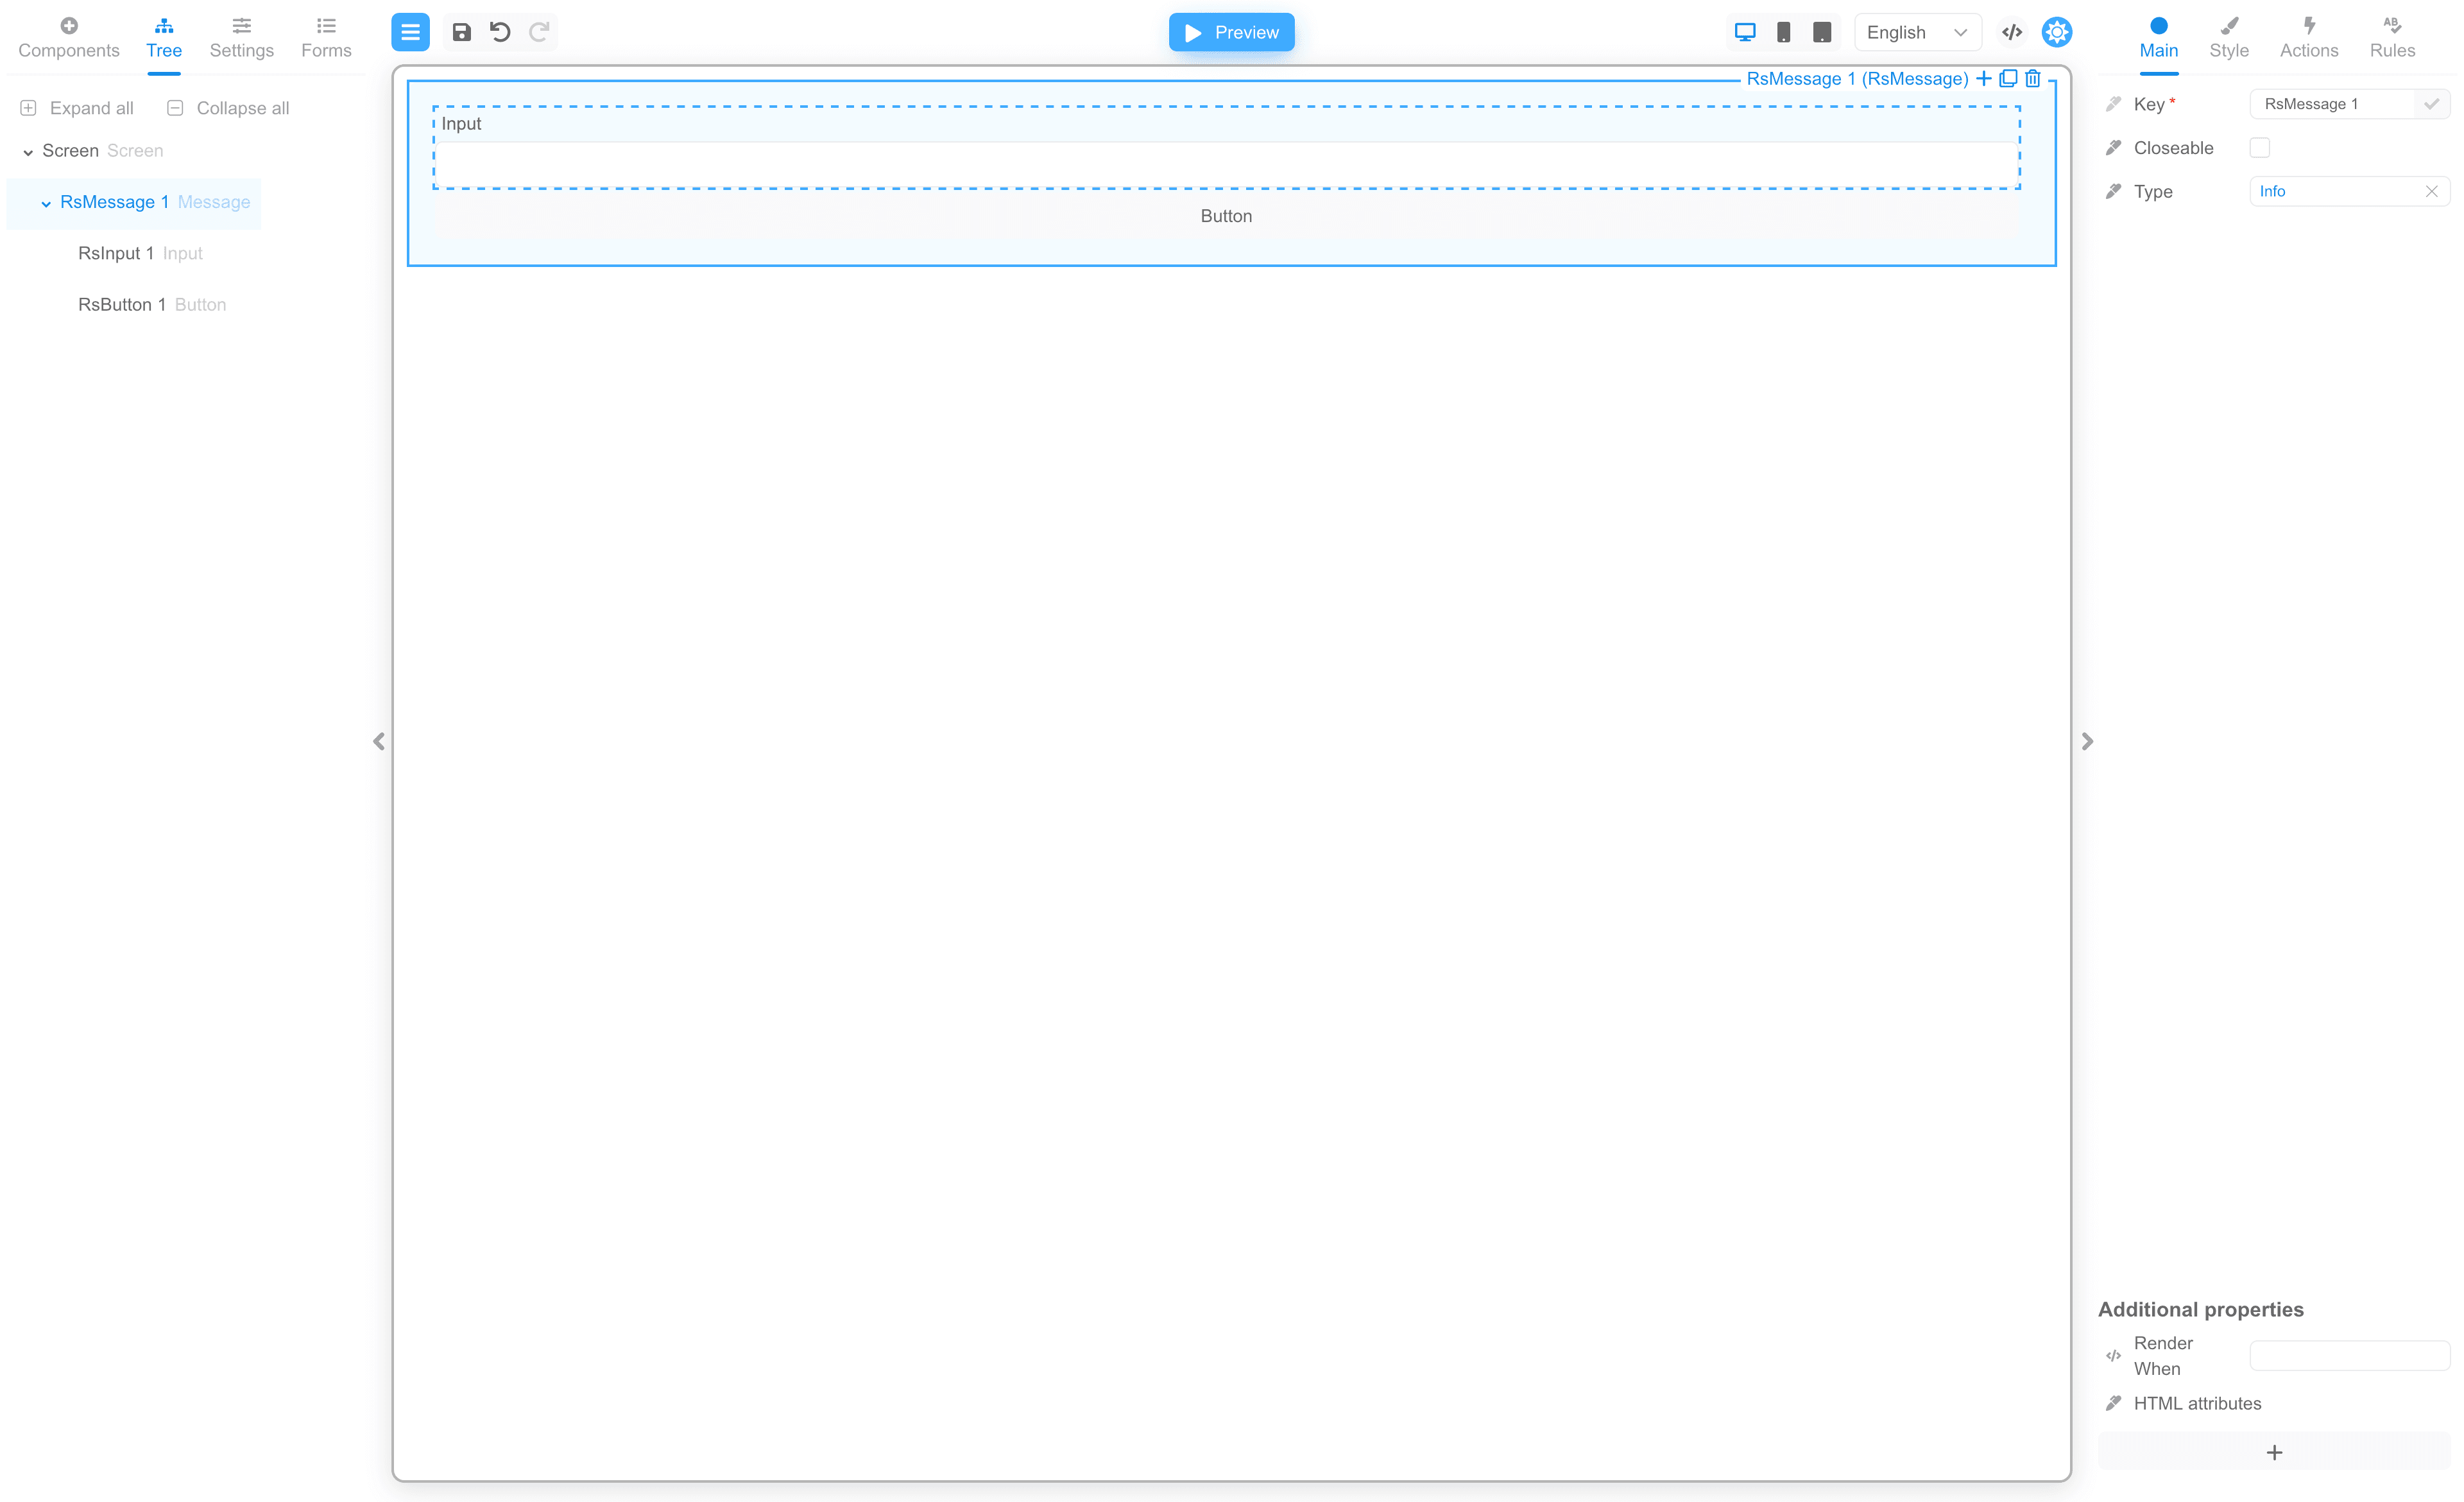 Components Tree Settings Forms
Preview
English
Main Style Actions Rules
Expand all Collapse all
Screen Screen
RsMessage 1 Message
RsInput 1 Input
RsButton 1 Button
RsMessage 1 (RsMessage)
Input
Button
Key * RsMessage 1
Closeable
Type Info
Additional properties
Render
When
HTML attributes